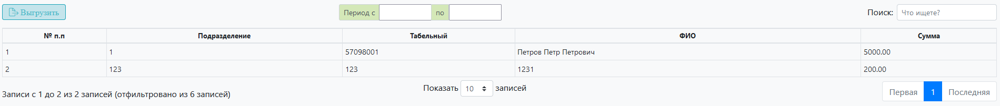 Выгрузить
Период с по
Поиск: Что ищете?
№ п.п Подразделение Табельный ФИО Сумма
1 1 57098001 Петров Петр Петрович 5000.00
2 123 123 1231 200.00
Записи с 1 до 2 из 2 записей (отфильтровано из 6 записей)
Показать 10 записей
Первая 1 Последняя